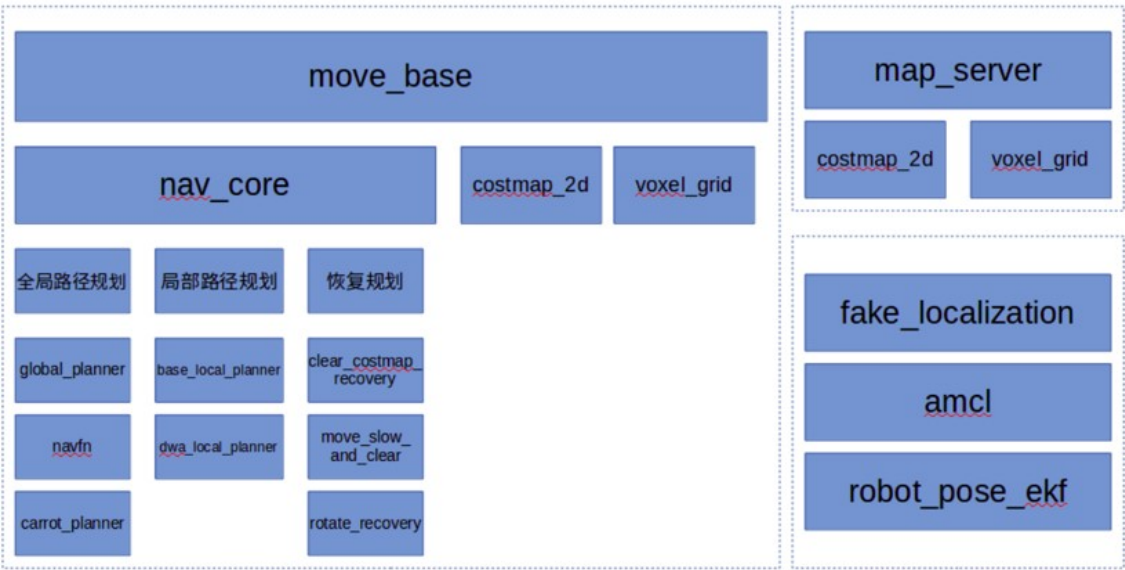 move_base
nav_core
costmap_2d
voxel_grid
全局路径规划
局部路径规划
恢复规划
global_planner
base_local_planner
clear_costmap_
recovery
navfn
dwa_local_planner
move_slow_
and_clear
carrot_planner
rotate_recovery
map_server
costmap_2d
voxel_grid
fake_localization
amcl
robot_pose_ekf